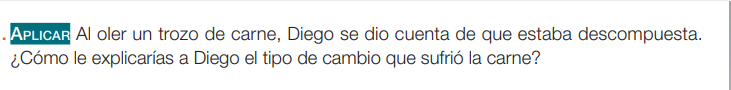 . APLICAR Al oler un trozo de carne, Diego se dio cuenta de que estaba descompuesta.
¿Cómo le explicarías a Diego el tipo de cambio que sufrió la carne?